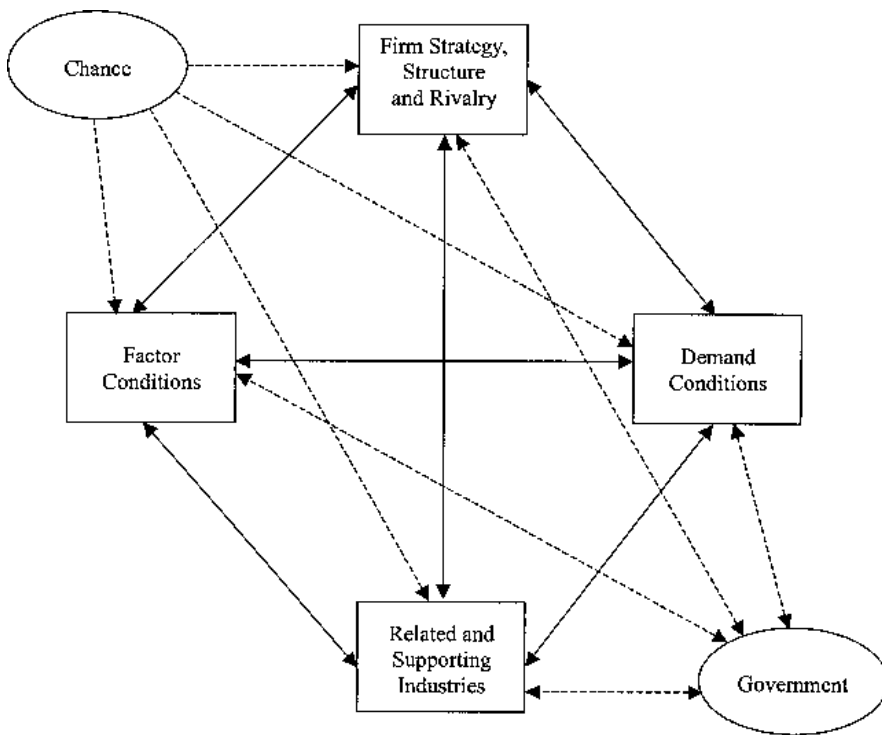 Chance
Firm Strategy,
Structure
and Rivalry
Factor
Conditions
Demand
Conditions
Related and
Supporting
Industries
Government